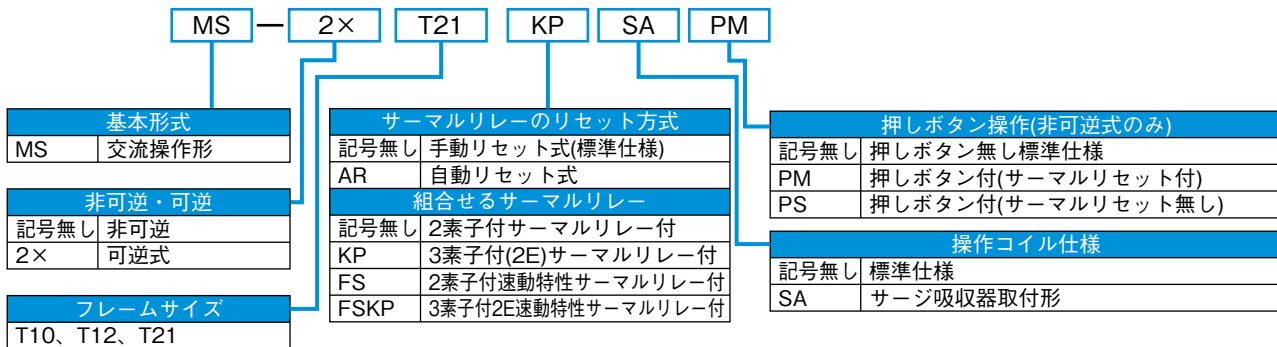 MS — 2× T21 KP SA PM
基本形式
MS 交流操作形
非可逆・可逆
記号無し 非可逆
2× 可逆式
フレームサイズ
T10、T12、T21
サーマルリレーのリセット方式
記号無し 手動リセット式(標準仕様)
AR 自動リセット式
組合せるサーマルリレー
記号無し 2素子付サーマルリレー付
KP 3素子付(2E)サーマルリレー付
FS 2素子付速動特性サーマルリレー付
FSKP 3素子付2E速動特性サーマルリレー付
押しボタン操作(非可逆式のみ)
記号無し 押しボタン無し標準仕様
PM 押しボタン付(サーマルリセット付)
PS 押しボタン付(サーマルリセット無し)
操作コイル仕様
記号無し 標準仕様
SA サージ吸収器取付形